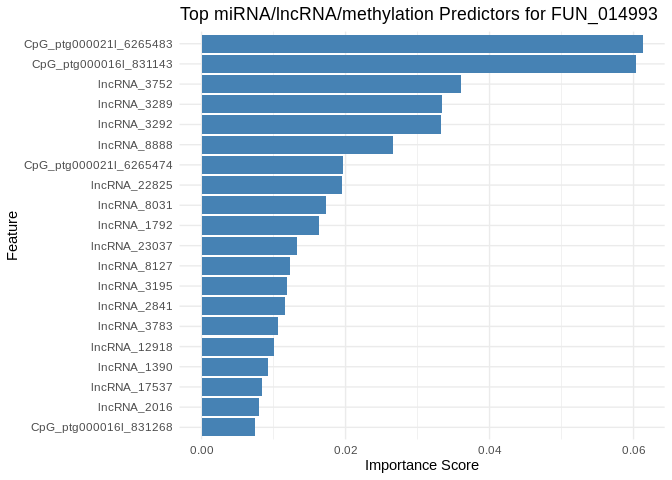 Top miRNA/lncRNA/methylation Predictors for FUN_014993
CpG_ptg000021l_6265483
CpG_ptg000016l_831143
lncRNA_3752
lncRNA_3289
lncRNA_3292
lncRNA_8888
CpG_ptg000021l_6265474
lncRNA_22825
lncRNA_8031
lncRNA_1792
lncRNA_23037
lncRNA_8127
lncRNA_3195
lncRNA_2841
lncRNA_3783
lncRNA_12918
lncRNA_1390
lncRNA_17537
lncRNA_2016
CpG_ptg000016l_831268
Feature
0.00 0.02 0.04 0.06
Importance Score